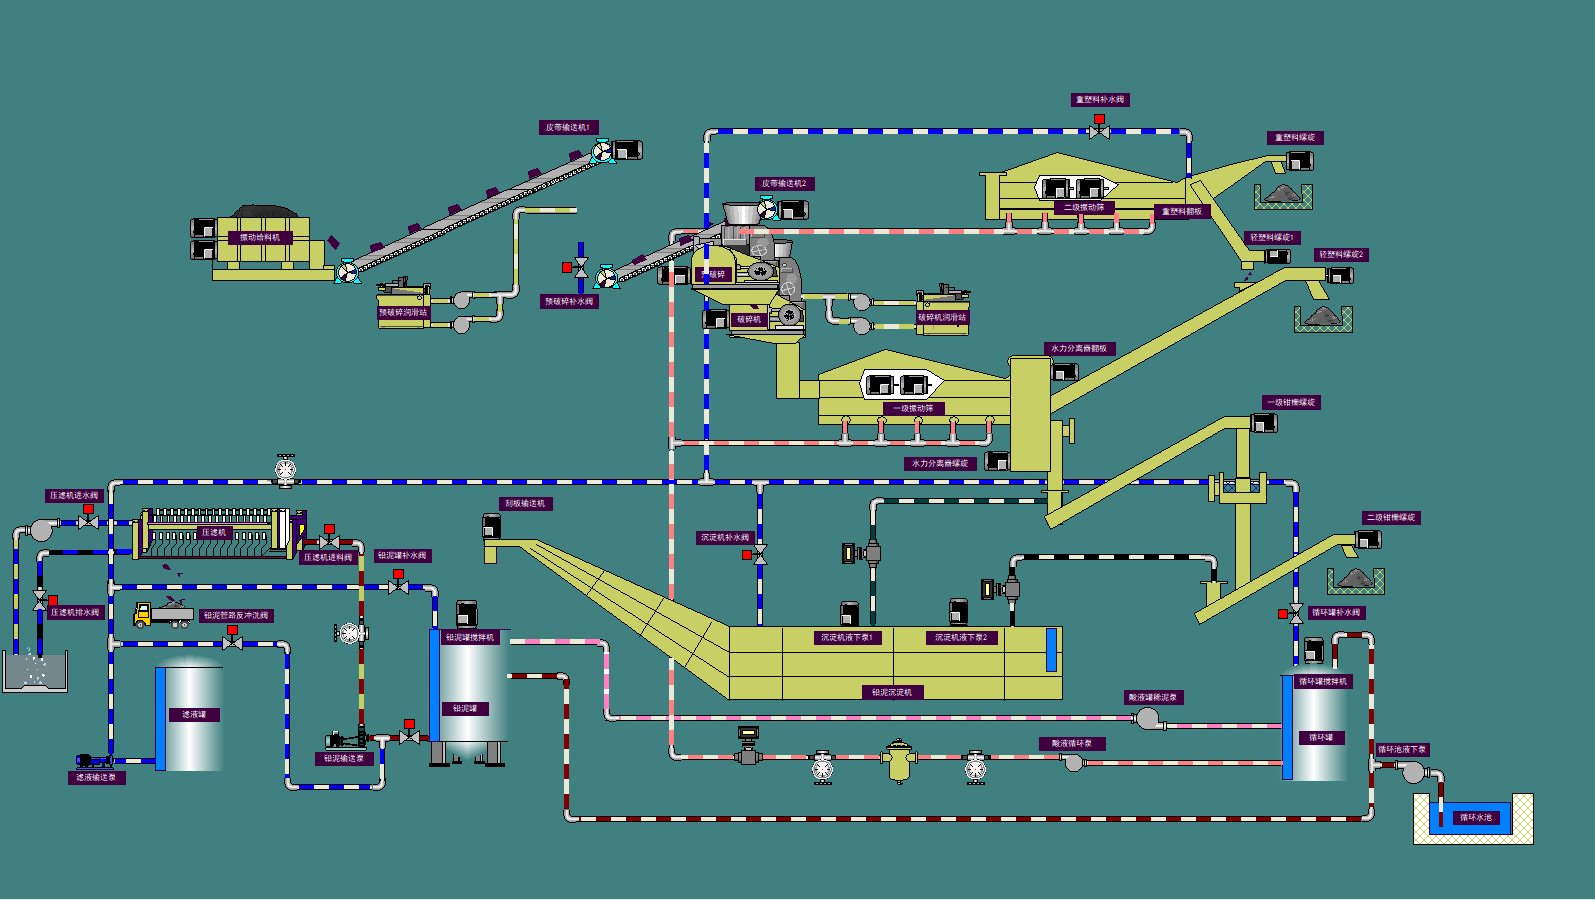 重塑料补水阀
皮带输送机1
重塑料螺旋
皮带输送机2
二级振动筛
重塑料翻板
振动给料机
轻塑料螺旋1
轻塑料螺旋2
预破碎
预破碎补水阀
预破碎润滑站
破碎机
破碎机润滑站
水力分离器翻板
一级振动筛
一级钳栅螺旋
水力分离器螺旋
压滤机进水阀
刮板输送机
二级钳栅螺旋
压滤机
沉淀机补水阀
压滤机进料阀
铅泥罐补水阀
压滤机排水阀
铅泥管路反冲洗阀
循环罐补水阀
铅泥罐搅拌机
沉淀机液下泵1
沉淀机液下泵2
循环罐搅拌机
铅泥沉淀机
酸液罐稀泥泵
滤液罐
铅泥罐
循环罐
酸液循环泵
循环池液下泵
铅泥输送泵
滤液输送泵
循环水池